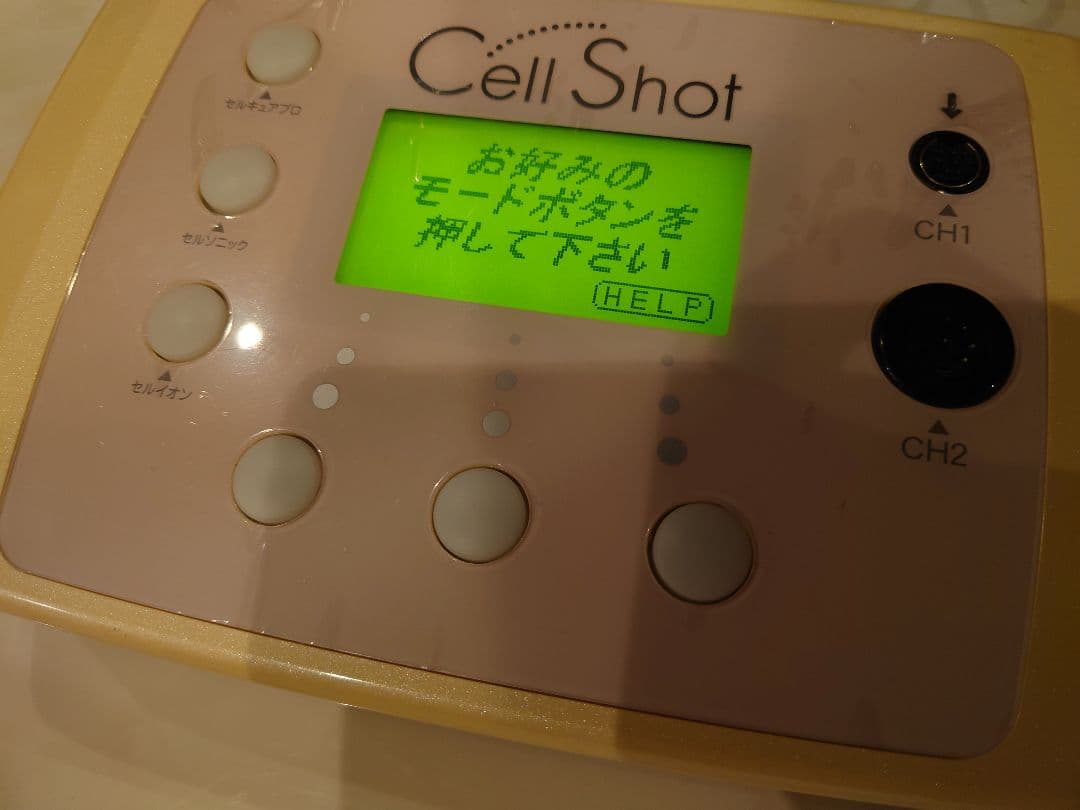 Cell Shot
セルキュアプロ
セルソニック
セルイオン
お好みの
モードボタンを
押して下さい
HELP
CH1
CH2